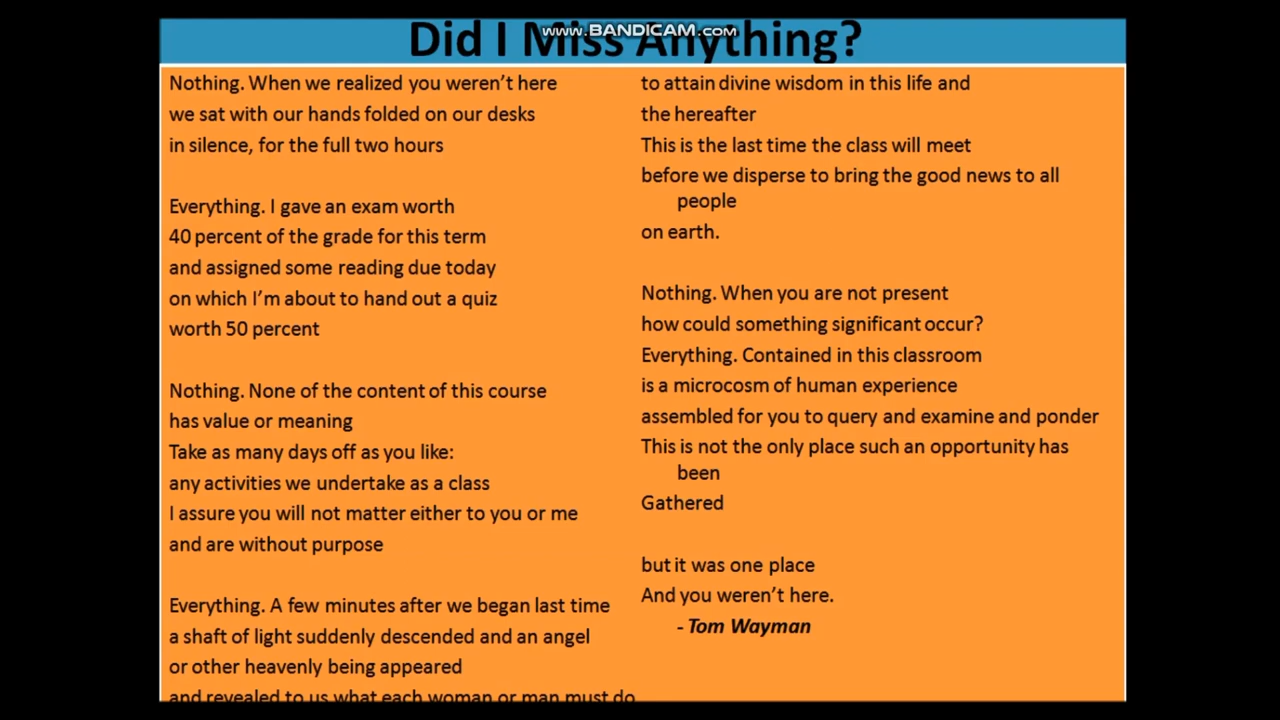 www.BANDICAM.com
Did I Miss Anything?
Nothing. When we realized you weren't here
we sat with our hands folded on our desks
in silence, for the full two hours
Everything. I gave an exam worth
40 percent of the grade for this term
and assigned some reading due today
on which I'm about to hand out a quiz
worth 50 percent
Nothing. None of the content of this course
has value or meaning
Take as many days off as you like:
any activities we undertake as a class
I assure you will not matter either to you or me
and are without purpose
Everything. A few minutes after we began last time
a shaft of light suddenly descended and an angel
or other heavenly being appeared
and revealed to us what each woman or man must do
to attain divine wisdom in this life and
the hereafter
This is the last time the class will meet
before we disperse to bring the good news to all
people
on earth.
Nothing. When you are not present
how could something significant occur?
Everything. Contained in this classroom
is a microcosm of human experience
assembled for you to query and examine and ponder
This is not the only place such an opportunity has
been
Gathered
but it was one place
And you weren't here.
- Tom Wayman